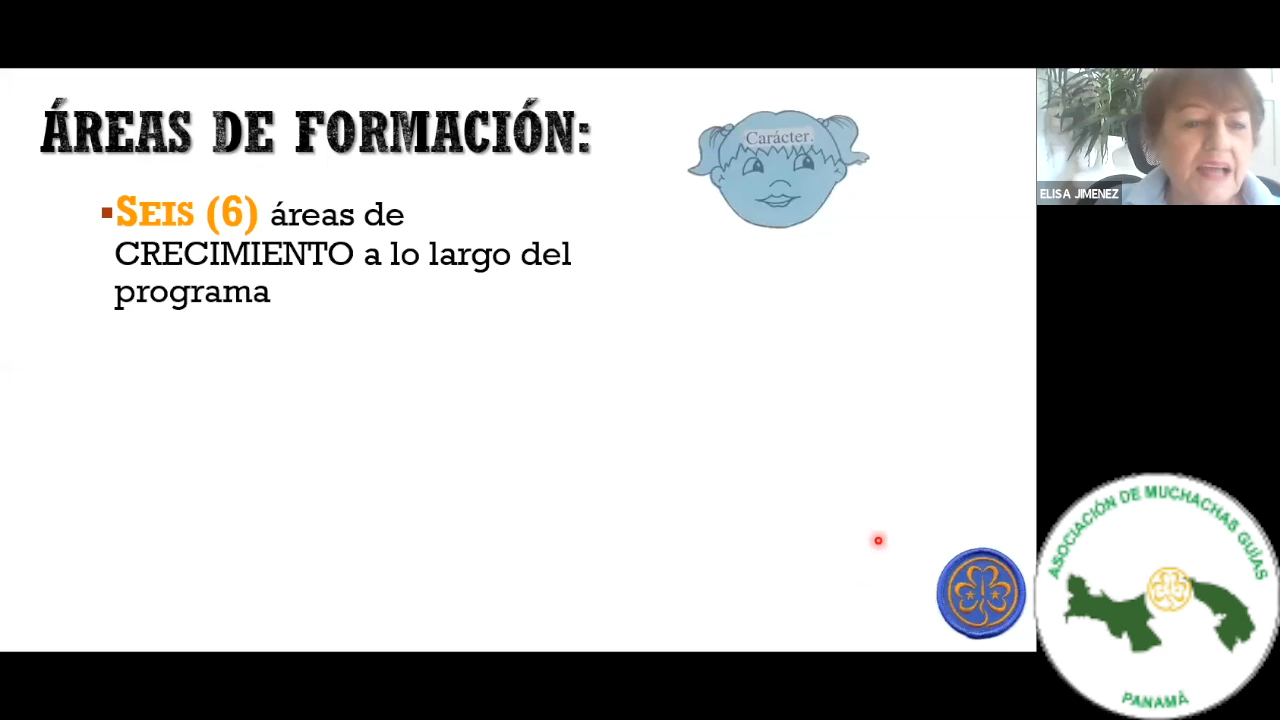 ÁREAS DE FORMACIÓN:
Carácter.
▪SEIS (6) áreas de
CRECIMIENTO a lo largo del
programa
ELISA JIMENEZ
ASOCIACIÓN DE MUCHACHAS GUÍAS
PANAMÁ